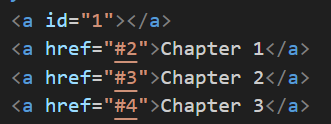 <a id="1"></a>
<a href="#2">Chapter 1</a>
<a href="#3">Chapter 2</a>
<a href="#4">Chapter 3</a>